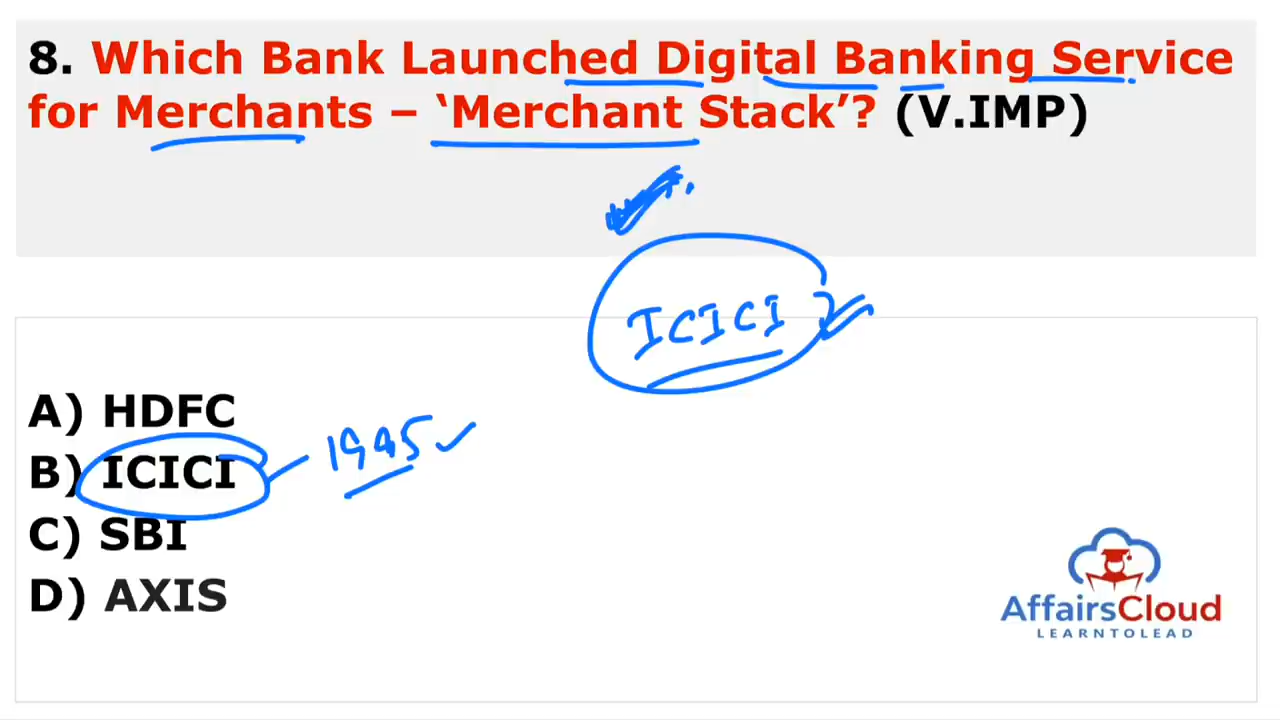 8. Which Bank Launched Digital Banking Service
for Merchants – ‘Merchant Stack’? (V.IMP)
ICICI
A) HDFC
B) ICICI
1995
C) SBI
D) AXIS
AffairsCloud
LEARNTOLEAD